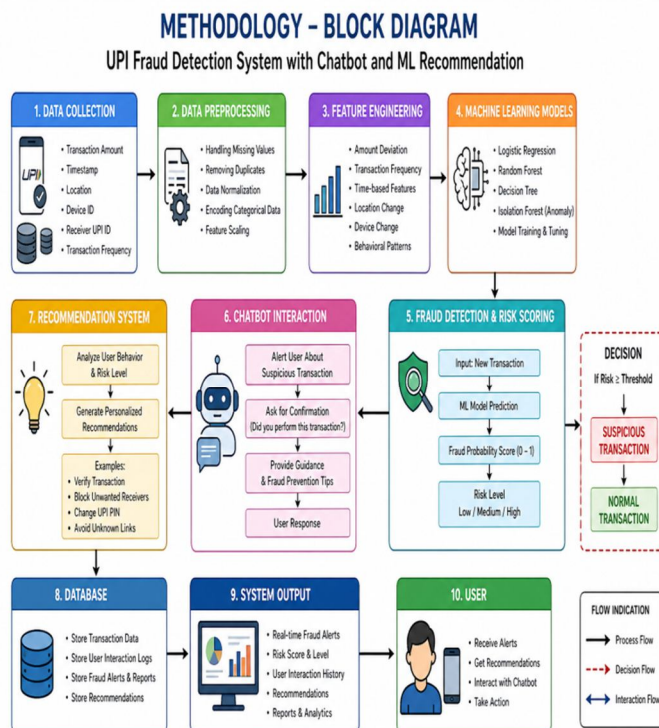 METHODOLOGY – BLOCK DIAGRAM
UPI Fraud Detection System with Chatbot and ML Recommendation
1. DATA COLLECTION
UPI
• Transaction Amount
• Timestamp
• Location
• Device ID
• Receiver UPI ID
• Transaction Frequency
2. DATA PREPROCESSING
• Handling Missing Values
• Removing Duplicates
• Data Normalization
• Encoding Categorical Data
• Feature Scaling
3. FEATURE ENGINEERING
• Amount Deviation
• Transaction Frequency
• Time-based Features
• Location Change
• Device Change
• Behavioral Patterns
4. MACHINE LEARNING MODELS
• Logistic Regression
• Random Forest
• Decision Tree
• Isolation Forest (Anomaly)
• Model Training & Tuning
7. RECOMMENDATION SYSTEM
Analyze User Behavior
& Risk Level
Generate Personalized
Recommendations
Examples:
• Verify Transaction
• Block Unwanted Receivers
• Change UPI PIN
• Avoid Unknown Links
6. CHATBOT INTERACTION
Alert User About
Suspicious Transaction
Ask for Confirmation
(Did you perform this transaction?)
Provide Guidance
& Fraud Prevention Tips
User Response
5. FRAUD DETECTION & RISK SCORING
Input: New Transaction
ML Model Prediction
Fraud Probability Score (0 – 1)
Risk Level
Low / Medium / High
DECISION
If Risk ≥ Threshold
SUSPICIOUS
TRANSACTION
NORMAL
TRANSACTION
8. DATABASE
• Store Transaction Data
• Store User Interaction Logs
• Store Fraud Alerts & Reports
• Store Recommendations
9. SYSTEM OUTPUT
• Real-time Fraud Alerts
• Risk Score & Level
• User Interaction History
• Recommendations
• Reports & Analytics
10. USER
• Receive Alerts
• Get Recommendations
• Interact with Chatbot
• Take Action
FLOW INDICATION
Process Flow
Decision Flow
Interaction Flow